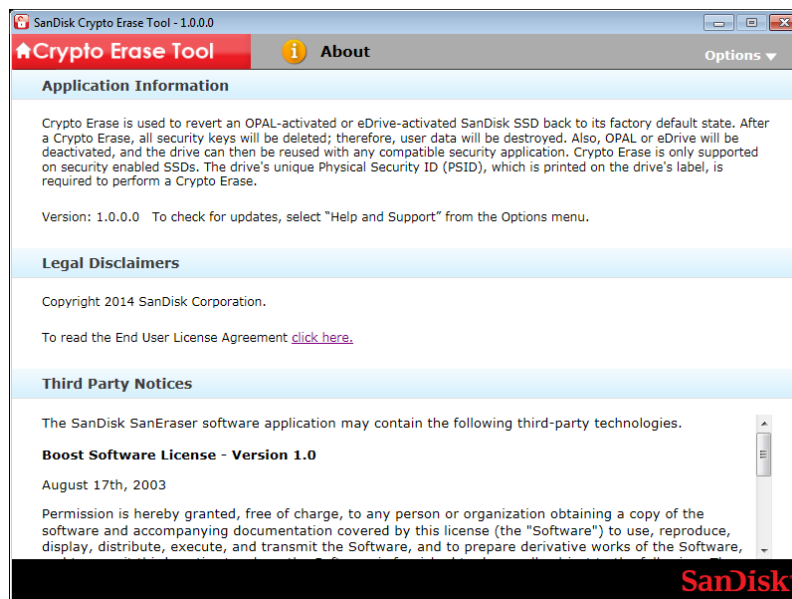 SanDisk Crypto Erase Tool - 1.0.0.0
Crypto Erase Tool
i
About
Options
Application Information
Crypto Erase is used to revert an OPAL-activated or eDrive-activated SanDisk SSD back to its factory default state. After
a Crypto Erase, all security keys will be deleted; therefore, user data will be destroyed. Also, OPAL or eDrive will be
deactivated, and the drive can then be reused with any compatible security application. Crypto Erase is only supported
on security enabled SSDs. The drive's unique Physical Security ID (PSID), which is printed on the drive's label, is
required to perform a Crypto Erase.
Version: 1.0.0.0 To check for updates, select "Help and Support" from the Options menu.
Legal Disclaimers
Copyright 2014 SanDisk Corporation.
To read the End User License Agreement click here.
Third Party Notices
The SanDisk SanEraser software application may contain the following third-party technologies.
Boost Software License - Version 1.0
August 17th, 2003
Permission is hereby granted, free of charge, to any person or organization obtaining a copy of the
software and accompanying documentation covered by this license (the "Software") to use, reproduce,
display, distribute, execute, and transmit the Software, and to prepare derivative works of the Software,
SanDisk